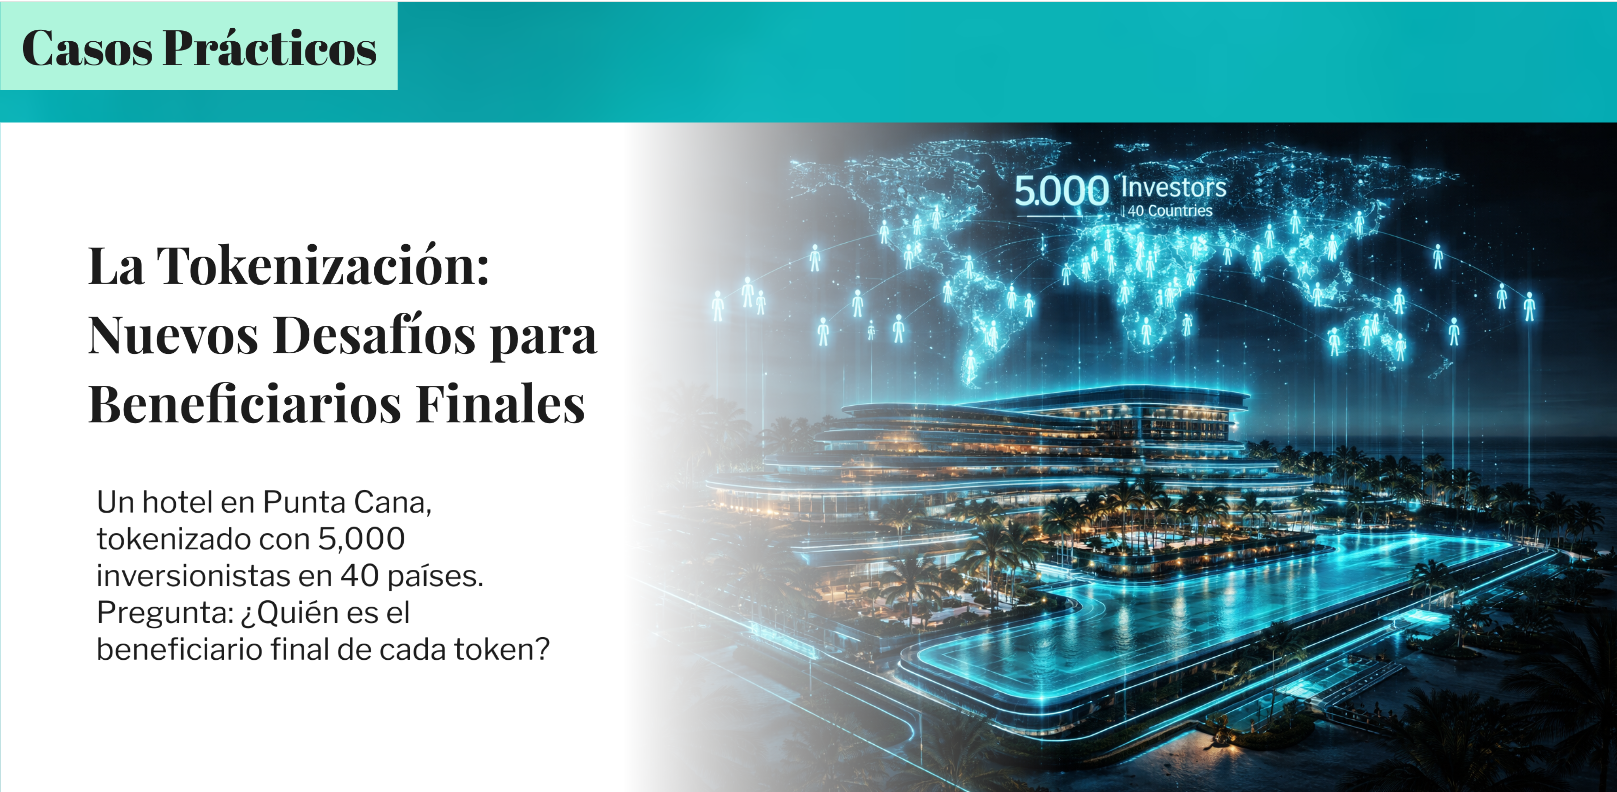 Casos Prácticos
La Tokenización:
Nuevos Desafíos para
Beneficiarios Finales
Un hotel en Punta Cana,
tokenizado con 5,000
inversionistas en 40 países.
Pregunta: ¿Quién es el
beneficiario final de cada token?
5.000 Investors
| 40 Countries